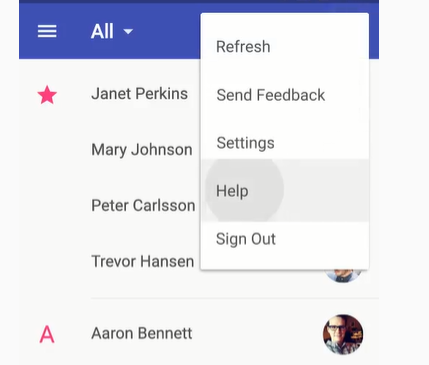 All
Refresh
Send Feedback
Settings
Help
Sign Out
Janet Perkins
Mary Johnson
Peter Carlsson
Trevor Hansen
A
Aaron Bennett